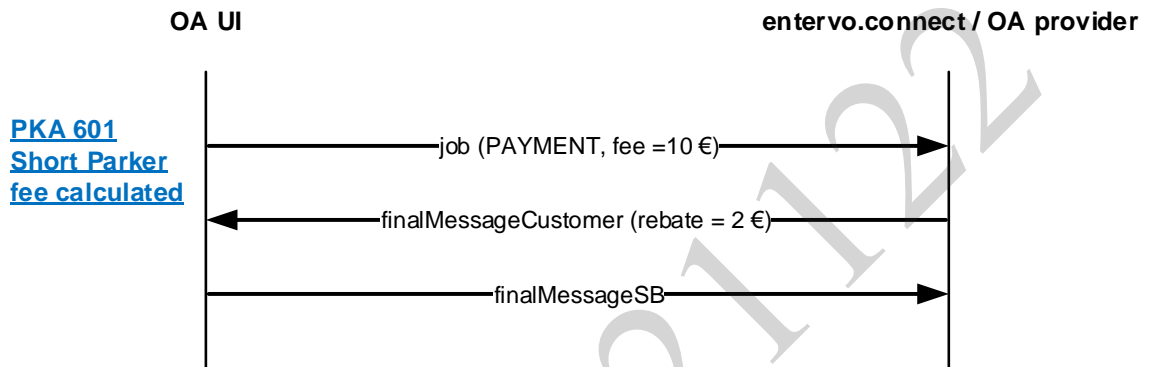 OA UI
entervo.connect / OA provider
PKA 601
Short Parker
fee calculated
job (PAYMENT, fee =10 €)
finalMessageCustomer (rebate = 2 €)
finalMessageSB
21122